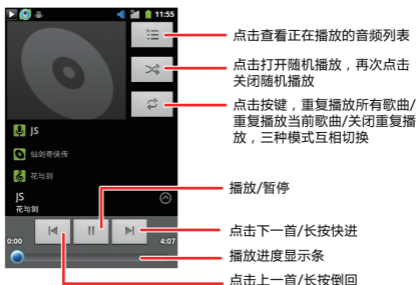 11:55
点击查看正在播放的音频列表
点击打开随机播放，再次点击
关闭随机播放
点击按键，重复播放所有歌曲/
重复播放当前歌曲/关闭重复播
放，三种模式互相切换
JS
仙剑奇侠传
花与剑
JS
花与剑
播放/暂停
点击下一首/长按快进
0:00
4:07
播放进度显示条
点击上一首/长按倒回